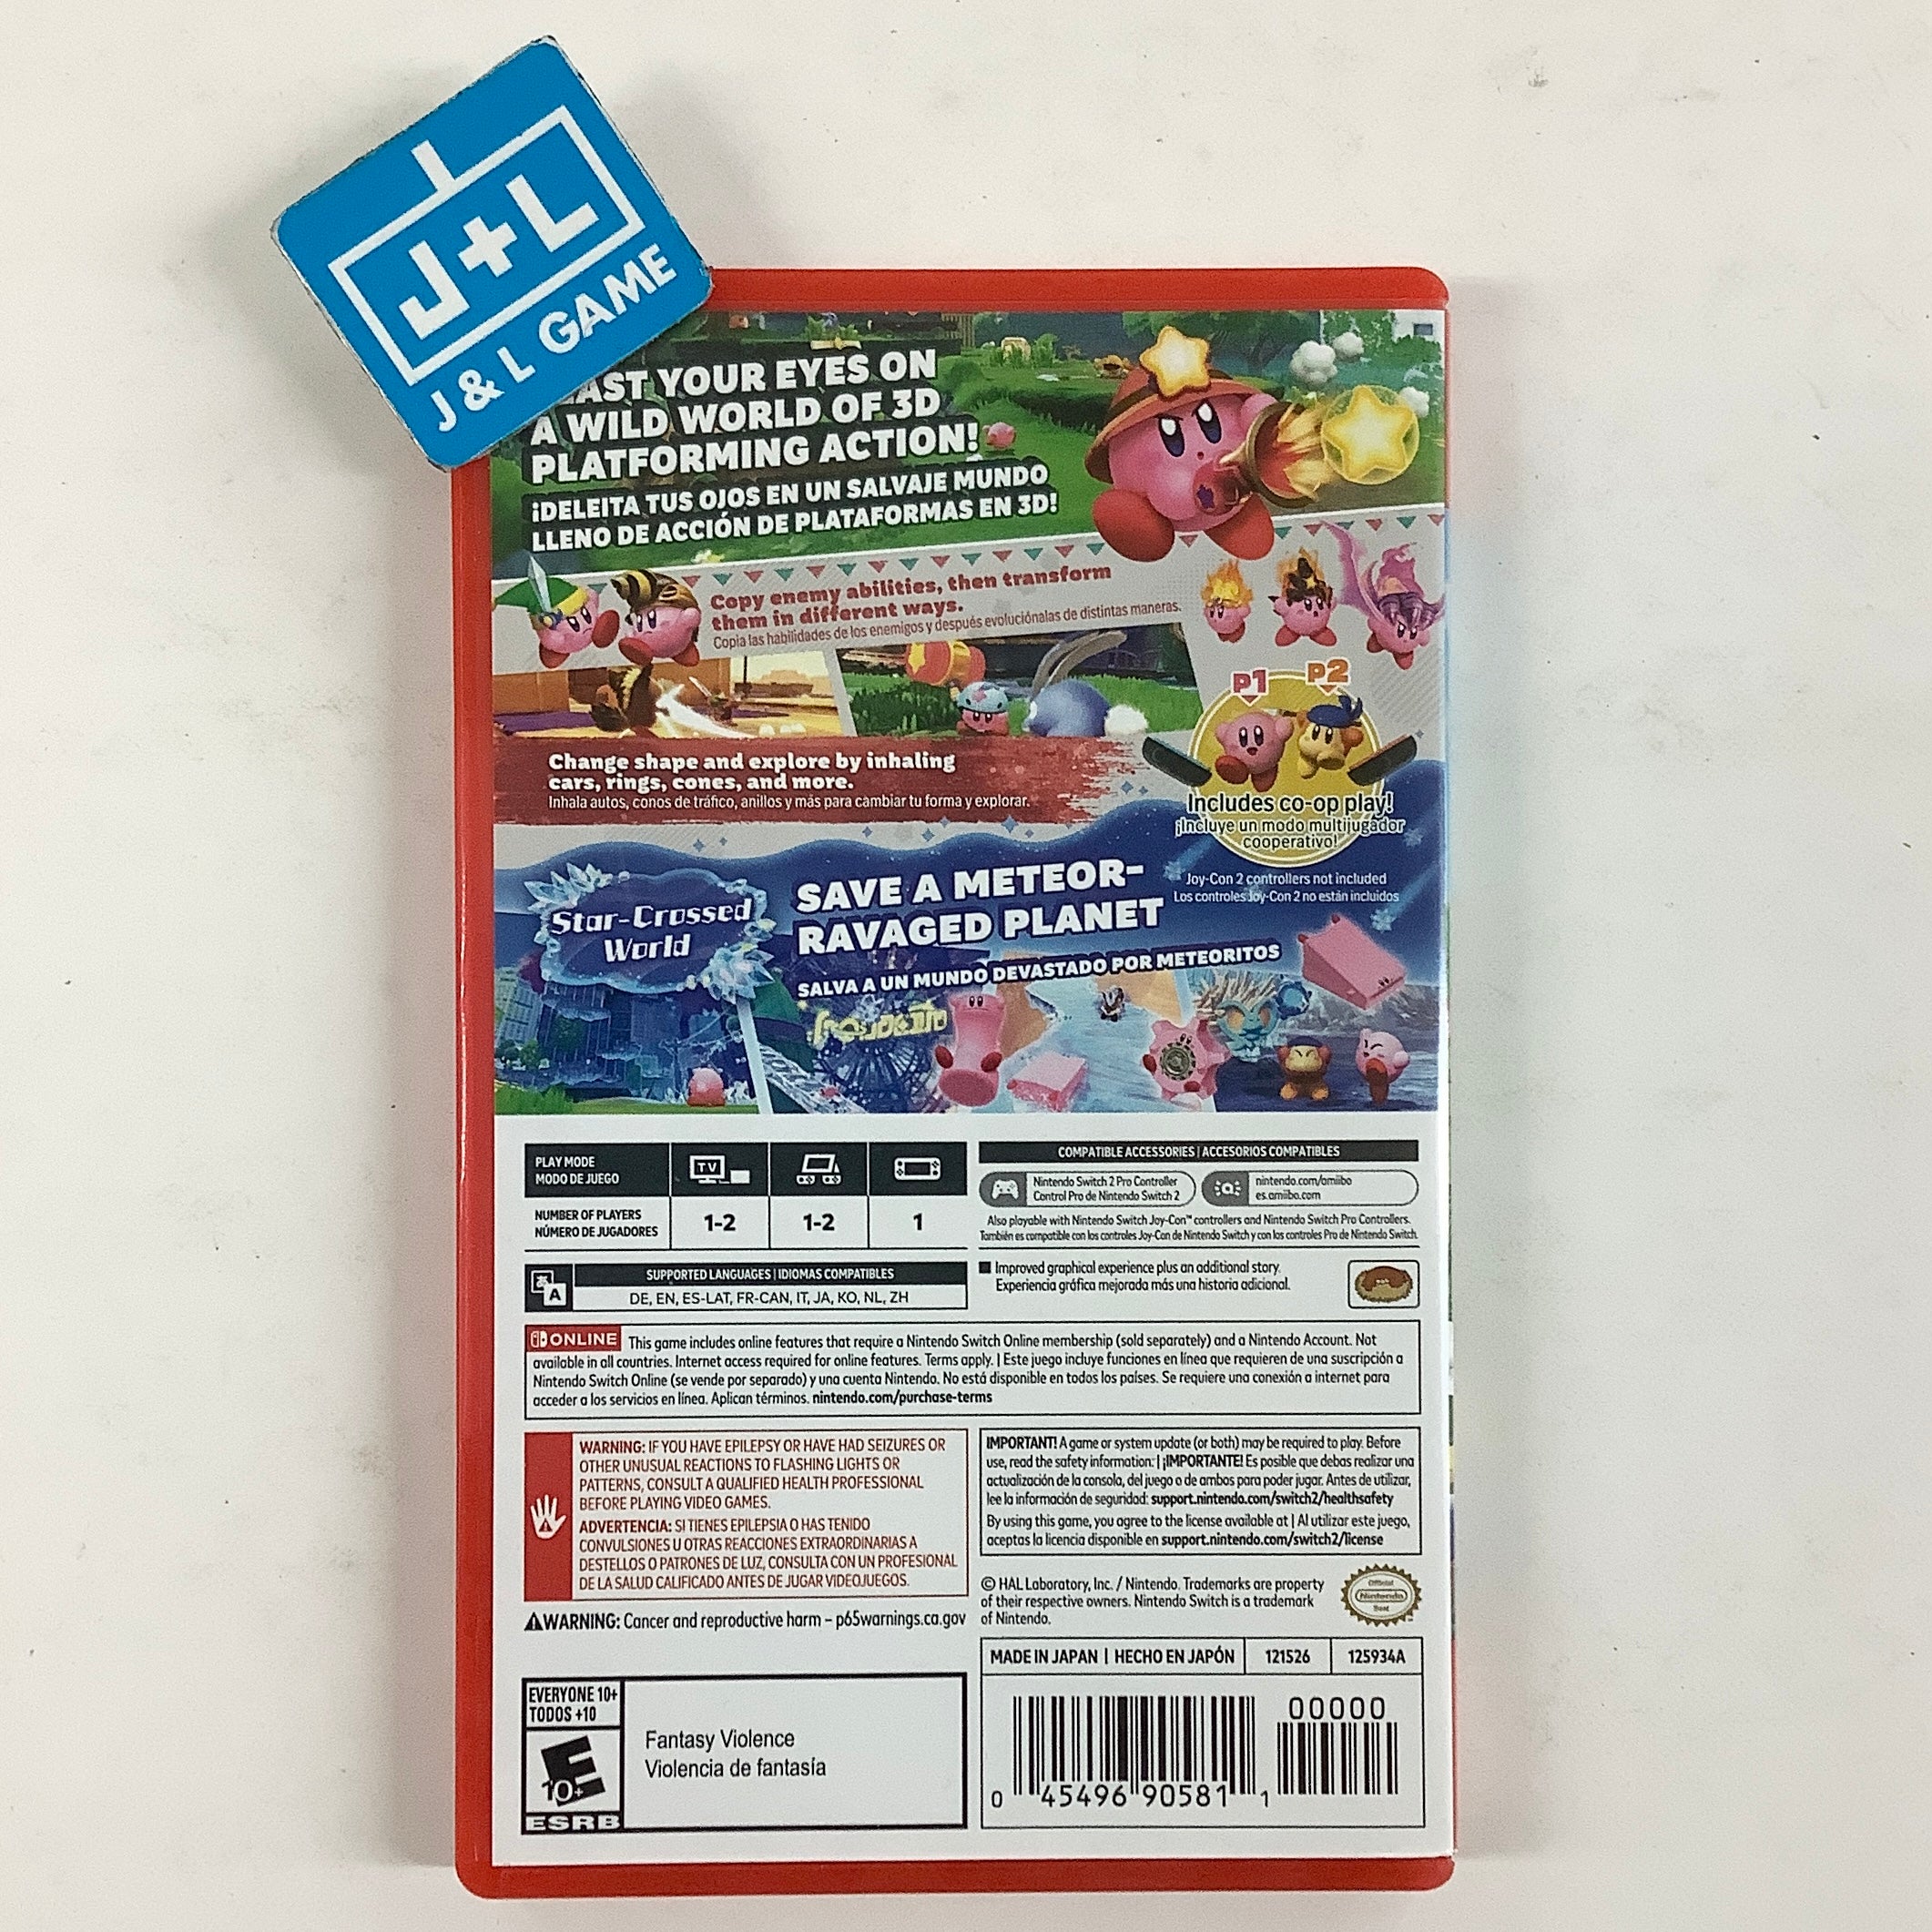 J+L
J & L GAME
AST YOUR EYES ON
A WILD WORLD OF 3D
PLATFORMING ACTION!
¡DELEITA TUS OJOS EN UN SALVAJE MUNDO
LLENO DE ACCIÓN DE PLATAFORMAS EN 3D!
Copy enemy abilities, then transform
them in different ways.
Copia las habilidades de los enemigos y después evoluciónalas de distintas maneras.
P1 P2
Change shape and explore by inhaling
cars, rings, cones, and more.
Inhala autos, conos de tráfico, anillos y más para cambiar tu forma y explorar.
Includes co-op play!
¡Incluye un modo multijugador
cooperativo!
Joy-Con 2 controllers not included
Los controles Joy-Con 2 no están incluidos
Star-Crossed
World
SAVE A METEOR-
RAVAGED PLANET
SALVA A UN MUNDO DEVASTADO POR METEORITOS
PLAY MODE
MODO DE JUEGO
TV
NUMBER OF PLAYERS
NÚMERO DE JUGADORES
1-2 1-2 1
COMPATIBLE ACCESSORIES | ACCESORIOS COMPATIBLES
Nintendo Switch 2 Pro Controller
Control Pro de Nintendo Switch 2
nintendo.com/amiibo
es.amiibo.com
Also playable with Nintendo Switch Joy-Con™ controllers and Nintendo Switch Pro Controllers.
También es compatible con los controles Joy-Con de Nintendo Switch y con los controles Pro de Nintendo Switch.
あA
SUPPORTED LANGUAGES | IDIOMAS COMPATIBLES
DE, EN, ES-LAT, FR-CAN, IT, JA, KO, NL, ZH
■ Improved graphical experience plus an additional story.
Experiencia gráfica mejorada más una historia adicional.
ONLINE This game includes online features that require a Nintendo Switch Online membership (sold separately) and a Nintendo Account. Not
available in all countries. Internet access required for online features. Terms apply. | Este juego incluye funciones en línea que requieren de una suscripción a
Nintendo Switch Online (se vende por separado) y una cuenta Nintendo. No está disponible en todos los países. Se requiere una conexión a internet para
acceder a los servicios en línea. Aplican términos. nintendo.com/purchase-terms
WARNING: IF YOU HAVE EPILEPSY OR HAVE HAD SEIZURES OR
OTHER UNUSUAL REACTIONS TO FLASHING LIGHTS OR
PATTERNS, CONSULT A QUALIFIED HEALTH PROFESSIONAL
BEFORE PLAYING VIDEO GAMES.
ADVERTENCIA: SI TIENES EPILEPSIA O HAS TENIDO
CONVULSIONES U OTRAS REACCIONES EXTRAORDINARIAS A
DESTELLOS O PATRONES DE LUZ, CONSULTA CON UN PROFESIONAL
DE LA SALUD CALIFICADO ANTES DE JUGAR VIDEOJUEGOS.
WARNING: Cancer and reproductive harm – p65warnings.ca.gov
IMPORTANT! A game or system update (or both) may be required to play. Before
use, read the safety information: | ¡IMPORTANTE! Es posible que debas realizar una
actualización de la consola, del juego o de ambos para poder jugar. Antes de utilizar,
lee la información de seguridad: support.nintendo.com/switch2/healthsafety
By using this game, you agree to the license available at | Al utilizar este juego,
aceptas la licencia disponible en support.nintendo.com/switch2/license
© HAL Laboratory, Inc. / Nintendo. Trademarks are property
of their respective owners. Nintendo Switch is a trademark
of Nintendo.
Official
Nintendo
Seal
MADE IN JAPAN | HECHO EN JAPÓN 121526 125934A
EVERYONE 10+
TODOS +10
E
10+
ESRB
Fantasy Violence
Violencia de fantasía
00000
0 45496 90581 1